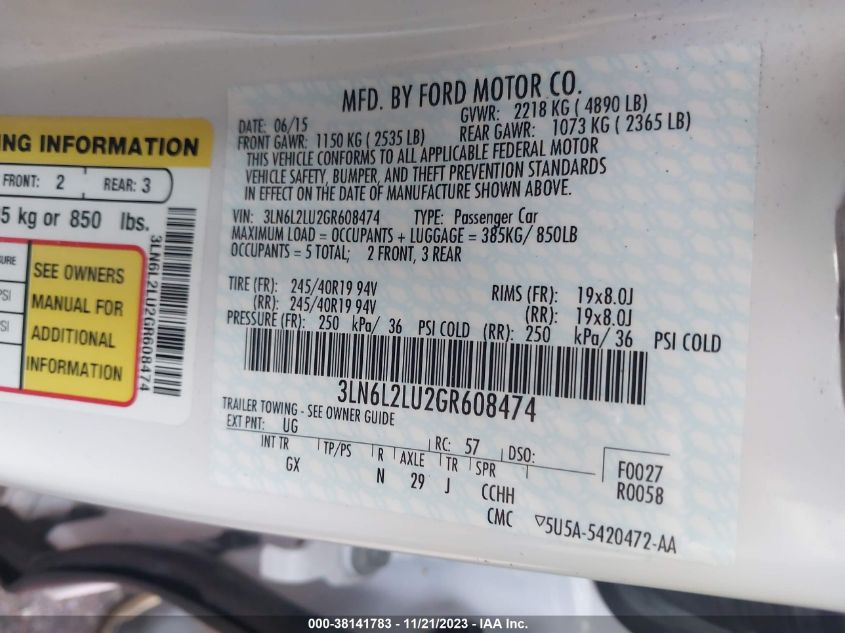 NG INFORMATION
FRONT: 2 REAR: 3
5 kg or 850 lbs.
SEE OWNERS
MANUAL FOR
ADDITIONAL
INFORMATION
PSI
PSI
3LN6L2LU2GR608474
MFD. BY FORD MOTOR CO.
DATE: 06/15 GVWR: 2218 KG ( 4890 LB)
FRONT GAWR: 1150 KG ( 2535 LB) REAR GAWR: 1073 KG ( 2365 LB)
THIS VEHICLE CONFORMS TO ALL APPLICABLE FEDERAL MOTOR
VEHICLE SAFETY, BUMPER, AND THEFT PREVENTION STANDARDS
IN EFFECT ON THE DATE OF MANUFACTURE SHOWN ABOVE.
VIN: 3LN6L2LU2GR608474 TYPE: Passenger Car
MAXIMUM LOAD = OCCUPANTS + LUGGAGE = 385KG/ 850LB
OCCUPANTS = 5 TOTAL; 2 FRONT, 3 REAR
TIRE (FR): 245/40R19 94V RIMS (FR): 19x8.0J
(RR): 245/40R19 94V (RR): 19x8.0J
PRESSURE (FR): 250 kPa/ 36 PSI COLD (RR): 250 kPa/ 36 PSI COLD
3LN6L2LU2GR608474
TRAILER TOWING - SEE OWNER GUIDE
EXT PNT: UG RC: 57 DSO:
INT TR TP/PS R AXLE TR SPR F0027
GX N 29 J CCHH R0058
CMC ▽5U5A-5420472-AA
000-38141783 - 11/21/2023 - IAA Inc.